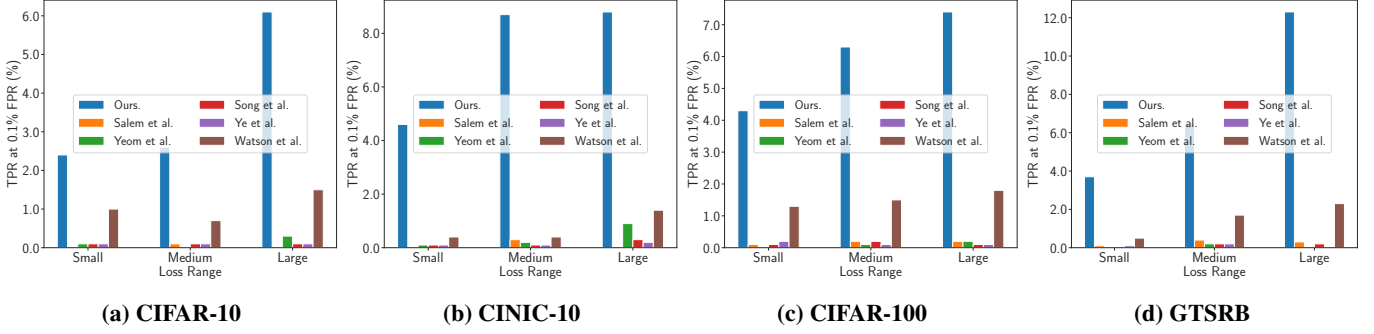 TPR at 0.1% FPR (%)
6.0
5.0
4.0
3.0
2.0
1.0
0.0
Ours.
Salem et al.
Yeom et al.
Song et al.
Ye et al.
Watson et al.
Small
Medium
Large
Loss Range
(a) CIFAR-10
TPR at 0.1% FPR (%)
8.0
6.0
4.0
2.0
0.0
Ours.
Salem et al.
Yeom et al.
Song et al.
Ye et al.
Watson et al.
Small
Medium
Large
Loss Range
(b) CINIC-10
TPR at 0.1% FPR (%)
7.0
6.0
5.0
4.0
3.0
2.0
1.0
0.0
Ours.
Salem et al.
Yeom et al.
Song et al.
Ye et al.
Watson et al.
Small
Medium
Large
Loss Range
(c) CIFAR-100
TPR at 0.1% FPR (%)
12.0
10.0
8.0
6.0
4.0
2.0
0.0
Ours.
Salem et al.
Yeom et al.
Song et al.
Ye et al.
Watson et al.
Small
Medium
Large
Loss Range
(d) GTSRB